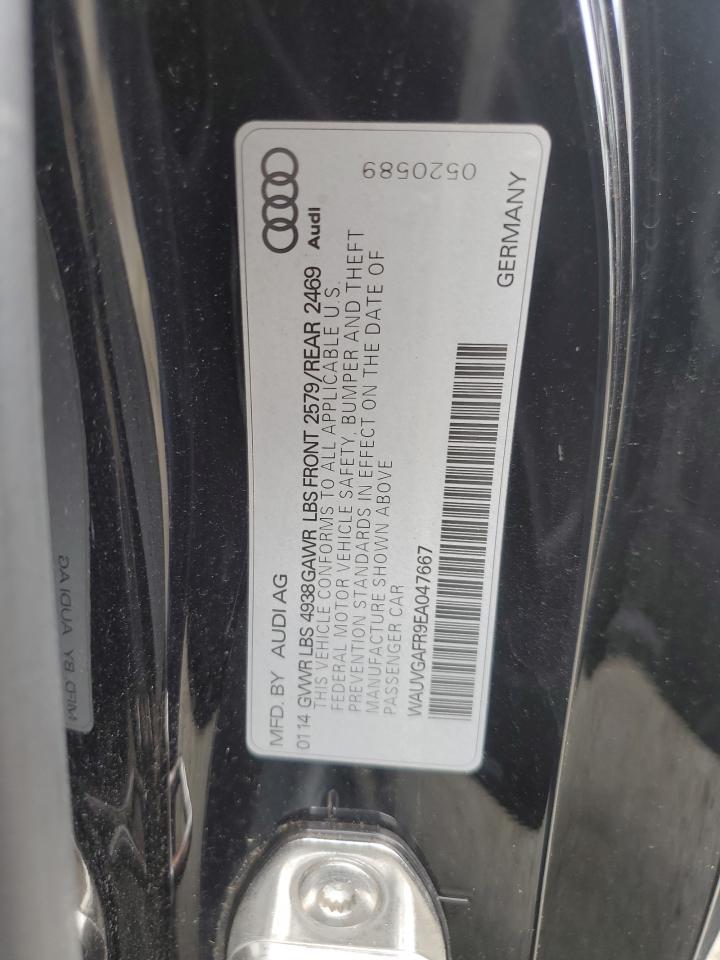 MFD. BY AUDI AG
Audi
0114 GVWR LBS 4938 GAWR LBS FRONT 2579/REAR 2469
THIS VEHICLE CONFORMS TO ALL APPLICABLE U.S.
FEDERAL MOTOR VEHICLE SAFETY, BUMPER AND THEFT
PREVENTION STANDARDS IN EFFECT ON THE DATE OF
MANUFACTURE SHOWN ABOVE
PASSENGER CAR
0520589
WAUVGAFR9EA047667
GERMANY
MFD. BY AUDI AG